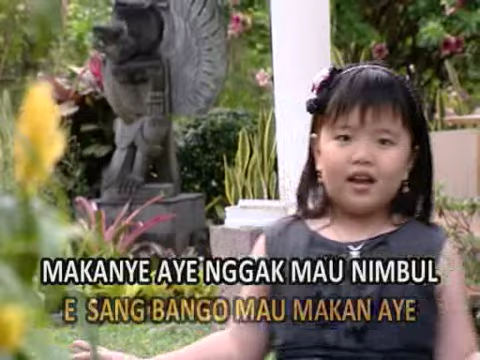 MAKANYE AYE NGGAK MAU NIMBUL
E SANG BANGO MAU MAKAN AYE